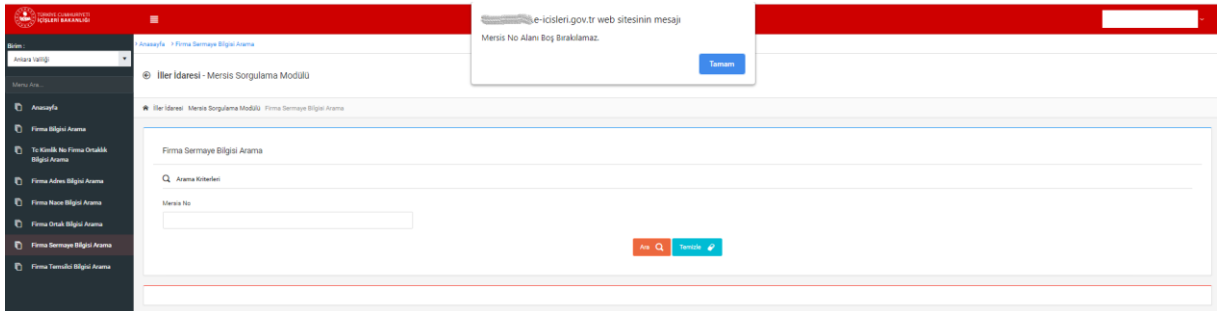 TÜRKİYE CUMHURİYETİ
İÇİŞLERİ BAKANLIĞI
.e-icisleri.gov.tr web sitesinin mesajı
Mersis No Alanı Boş Bırakılamaz.
Tamam
Birim :
Ankara Valiliği
Menu Ara...
Anasayfa
Firma Bilgisi Arama
Tc Kimlik No Firma Ortaklık
Bilgisi Arama
Firma Adres Bilgisi Arama
Firma Nace Bilgisi Arama
Firma Ortak Bilgisi Arama
Firma Sermaye Bilgisi Arama
Firma Temsilci Bilgisi Arama
> Anasayfa > Firma Sermaye Bilgisi Arama
İller İdaresi - Mersis Sorgulama Modülü
İller İdaresi Mersis Sorgulama Modülü Firma Sermaye Bilgisi Arama
Firma Sermaye Bilgisi Arama
Arama Kriterleri
Mersis No
Ara
Temizle